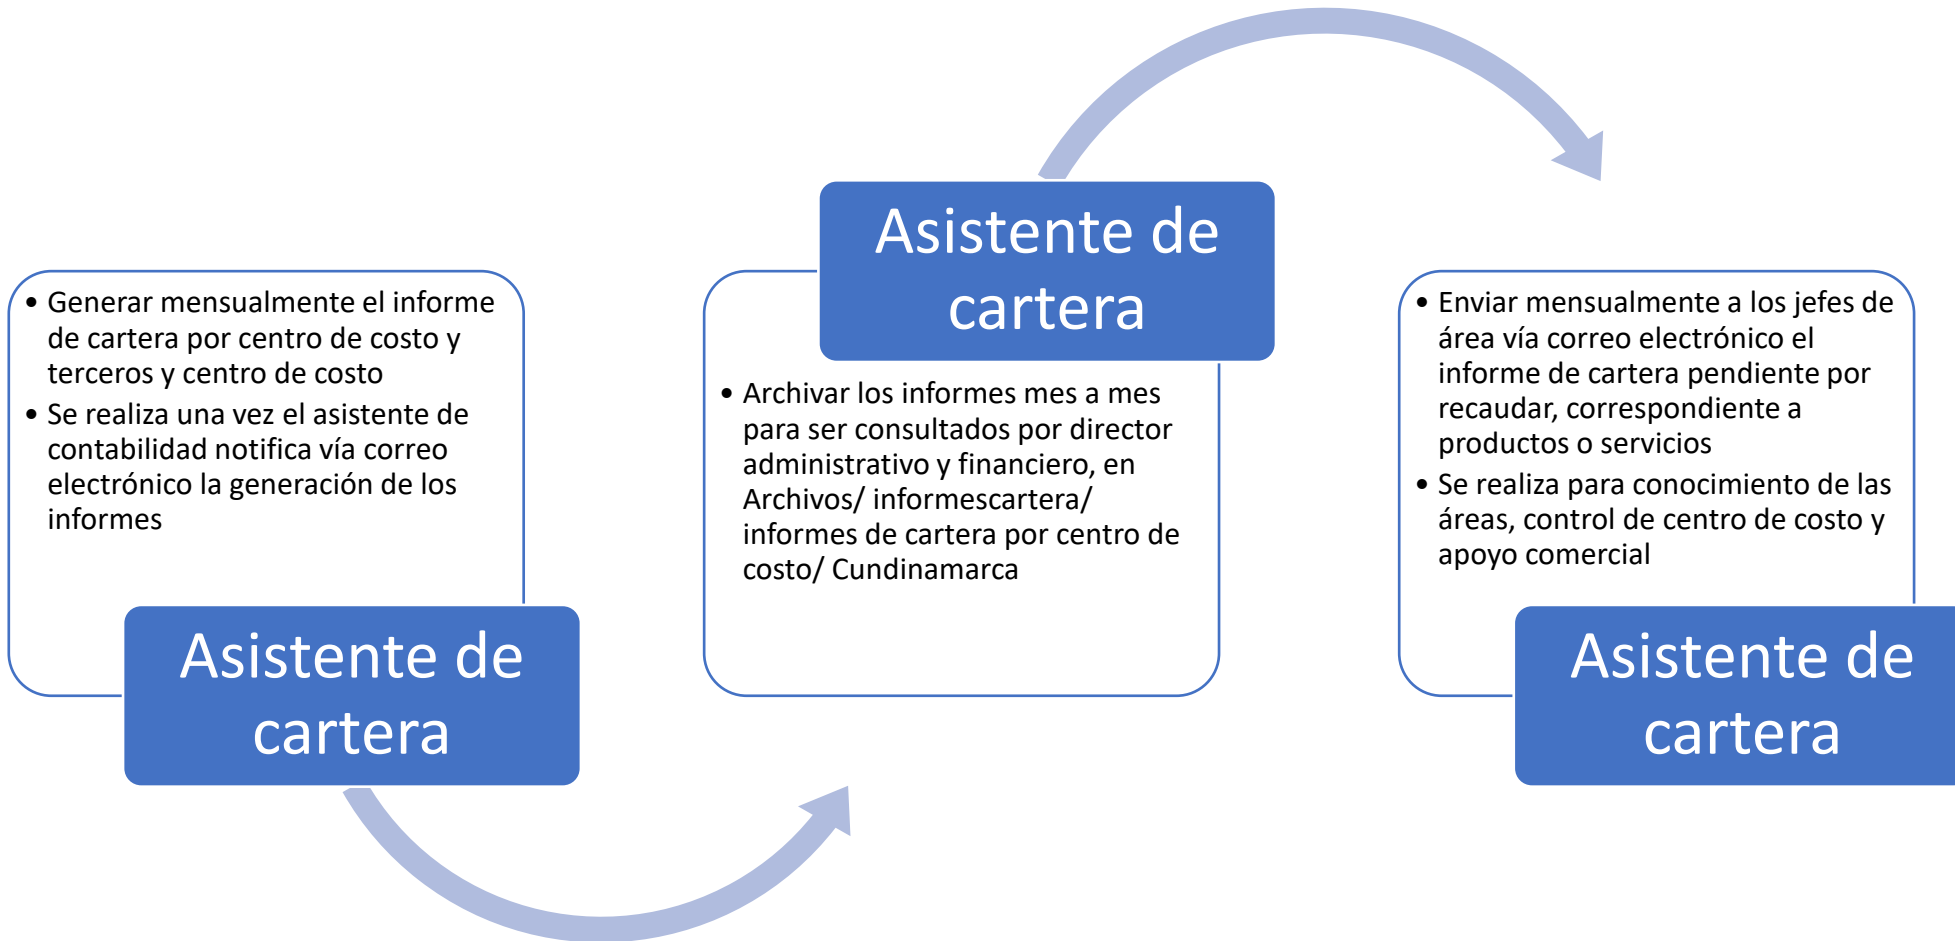 • Generar mensualmente el informe
de cartera por centro de costo y
terceros y centro de costo
• Se realiza una vez el asistente de
contabilidad notifica vía correo
electrónico la generación de los
informes
Asistente de
cartera
Asistente de
cartera
• Archivar los informes mes a mes
para ser consultados por director
administrativo y financiero, en
Archivos/ informescartera/
informes de cartera por centro de
costo/ Cundinamarca
• Enviar mensualmente a los jefes de
área vía correo electrónico el
informe de cartera pendiente por
recaudar, correspondiente a
productos o servicios
• Se realiza para conocimiento de las
áreas, control de centro de costo y
apoyo comercial
Asistente de
cartera